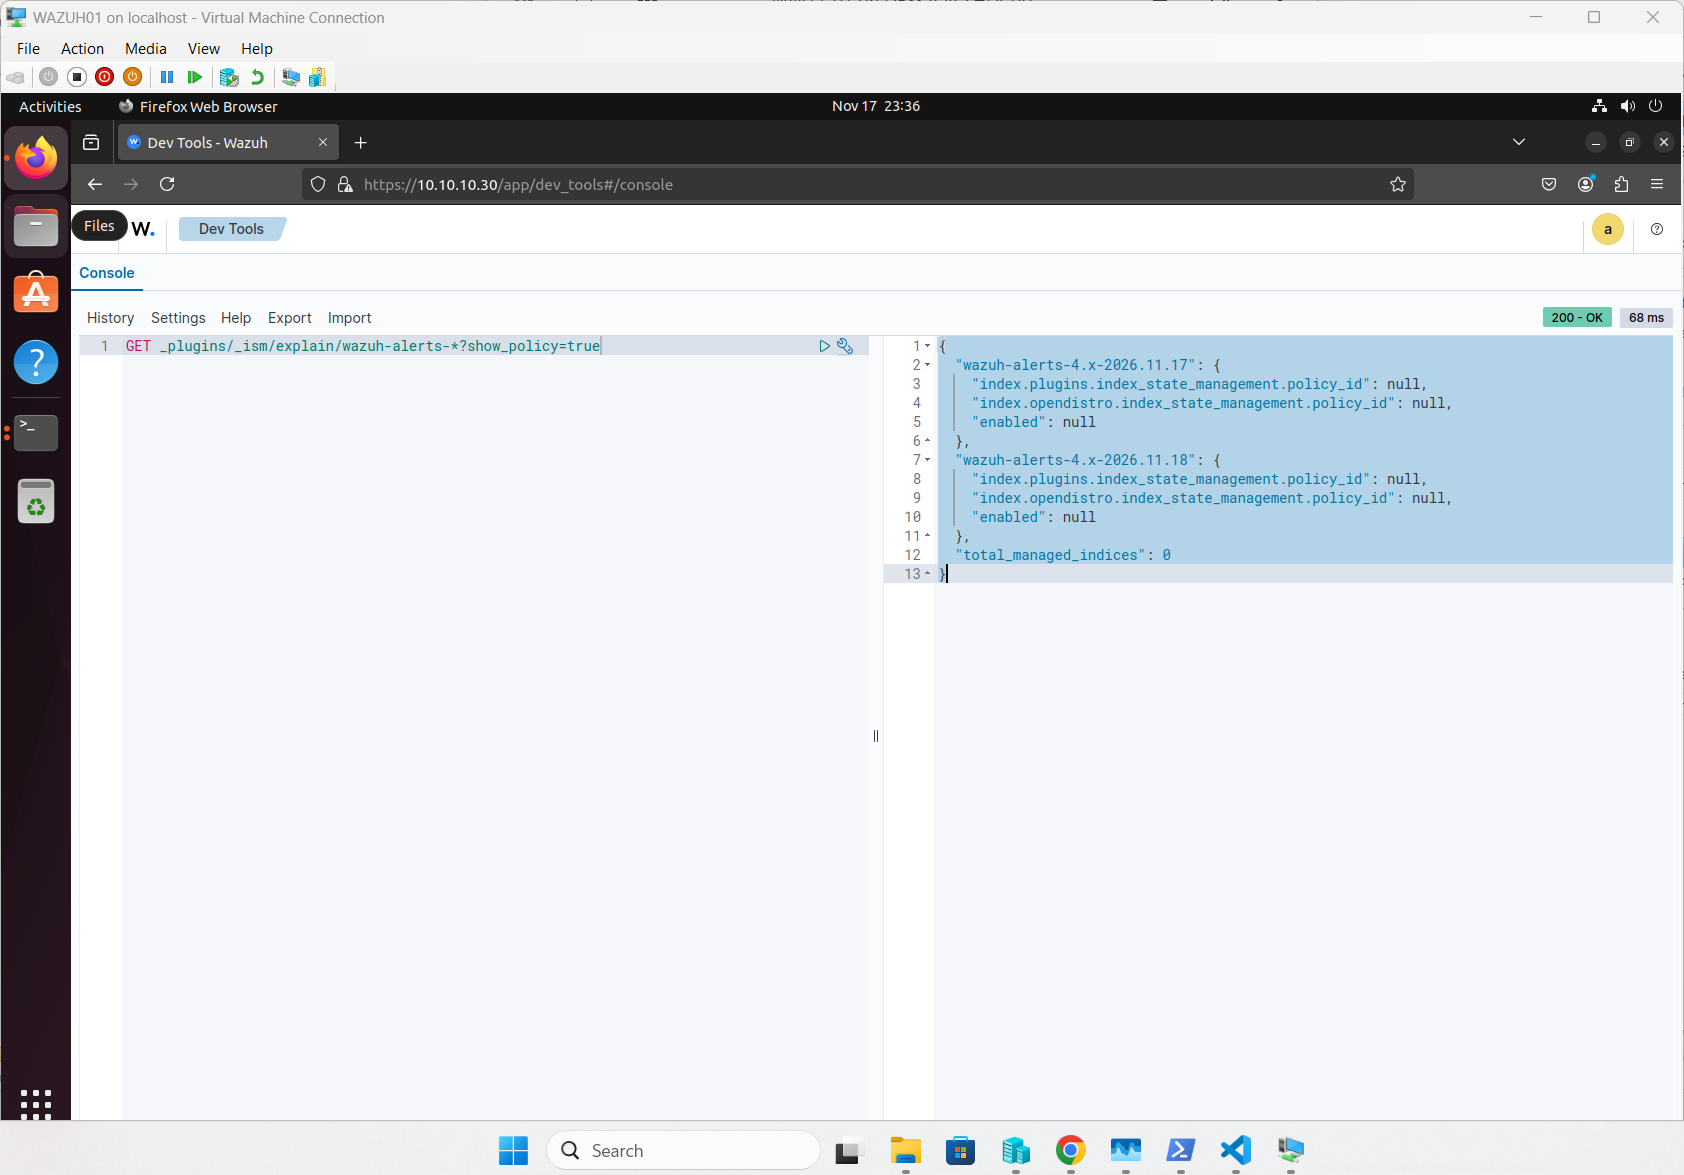 WAZUH01 on localhost - Virtual Machine Connection
File Action Media View Help
Activities Firefox Web Browser Nov 17 23:36
Dev Tools - Wazuh
https://10.10.10.30/app/dev_tools#/console
Files W. Dev Tools a
Console
History Settings Help Export Import 200 - OK 68 ms
1 GET _plugins/_ism/explain/wazuh-alerts-*?show_policy=true
1 {
2 "wazuh-alerts-4.x-2026.11.17": {
3 "index.plugins.index_state_management.policy_id": null,
4 "index.opendistro.index_state_management.policy_id": null,
5 "enabled": null
6 },
7 "wazuh-alerts-4.x-2026.11.18": {
8 "index.plugins.index_state_management.policy_id": null,
9 "index.opendistro.index_state_management.policy_id": null,
10 "enabled": null
11 },
12 "total_managed_indices": 0
13 }
Search